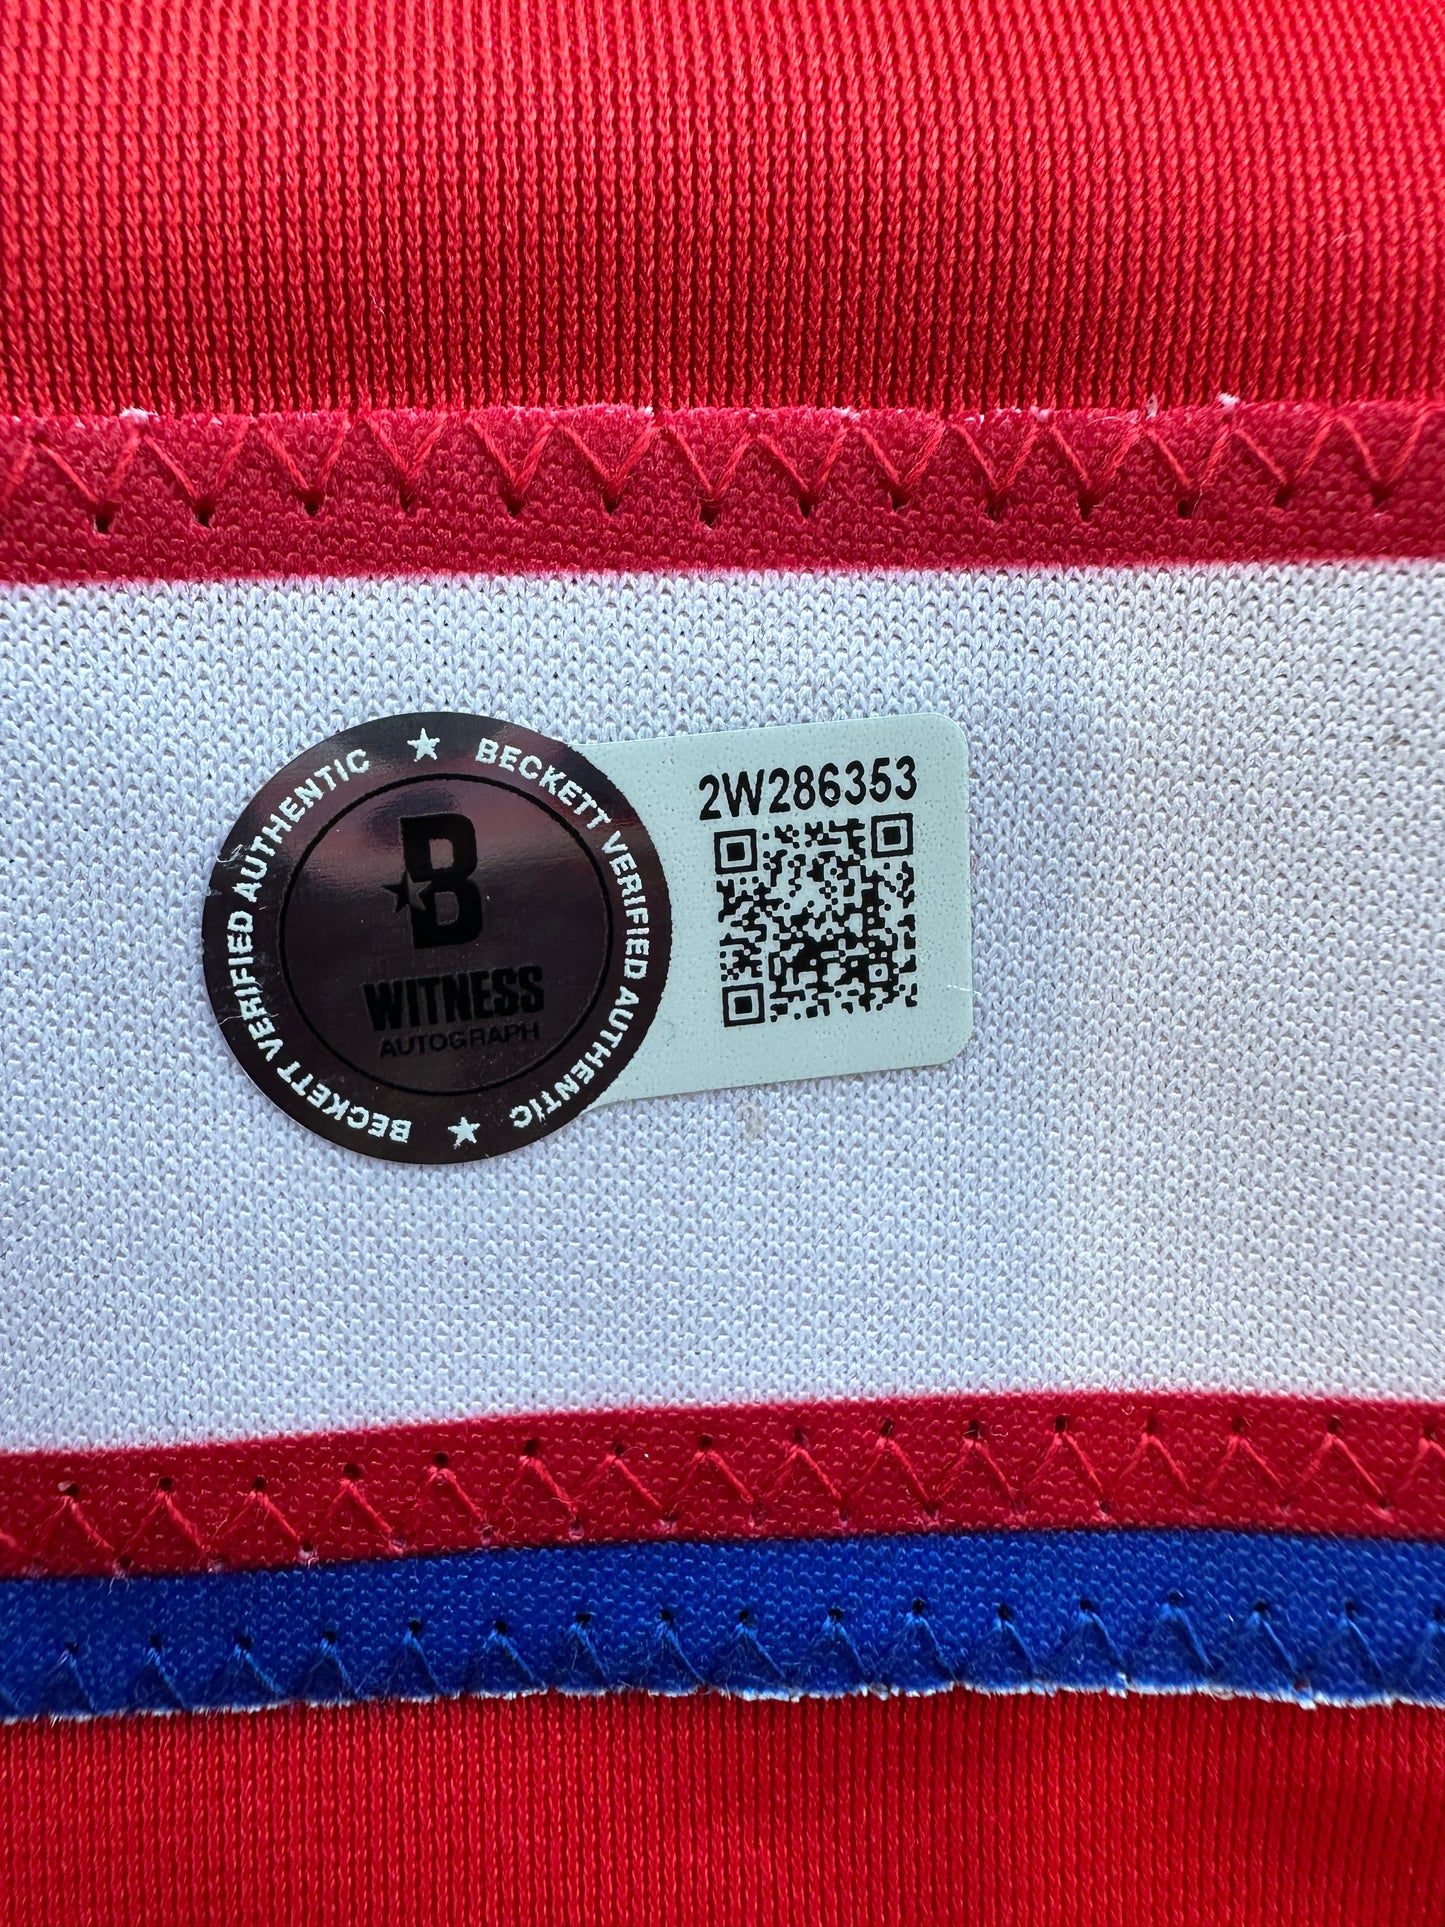 BECKETT VERIFIED AUTHENTIC ★ BECKETT VERIFIED AUTHENTIC ★
B
WITNESS
AUTOGRAPH
2W286353